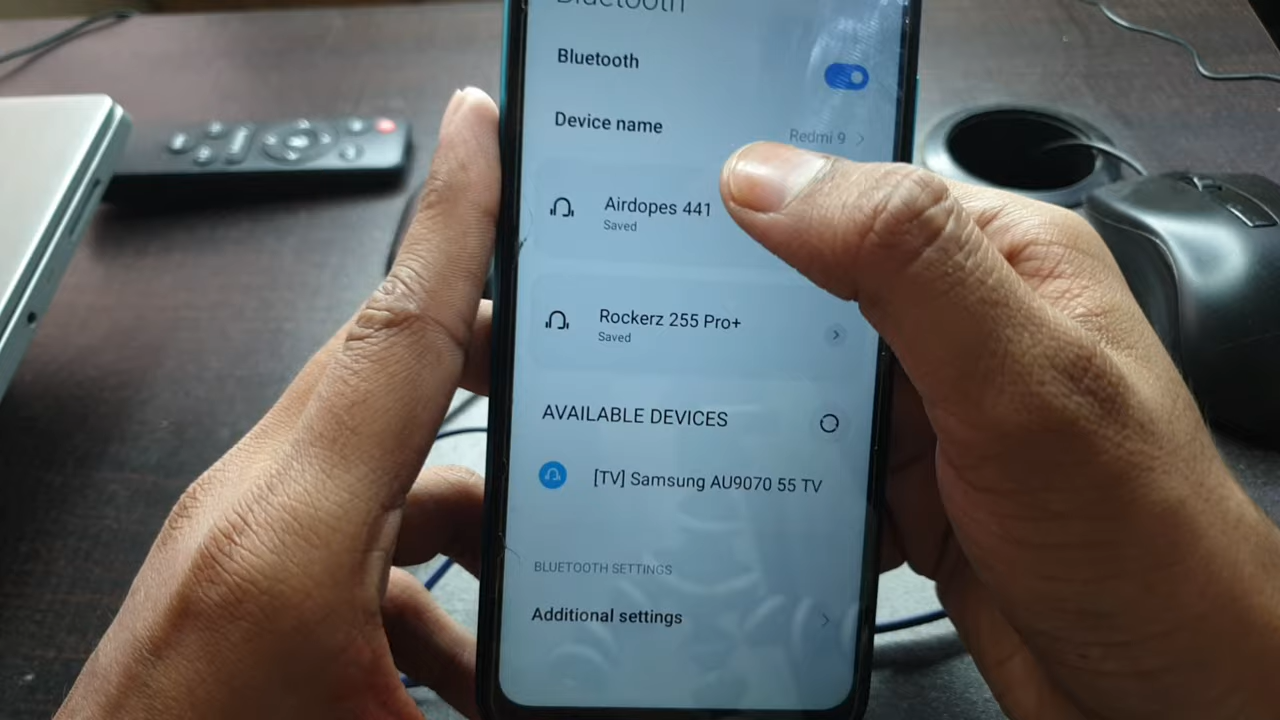 Bluetooth
Bluetooth
Device name
Redmi 9
Airdopes 441
Saved
Rockerz 255 Pro+
Saved
AVAILABLE DEVICES
[TV] Samsung AU9070 55 TV
BLUETOOTH SETTINGS
Additional settings